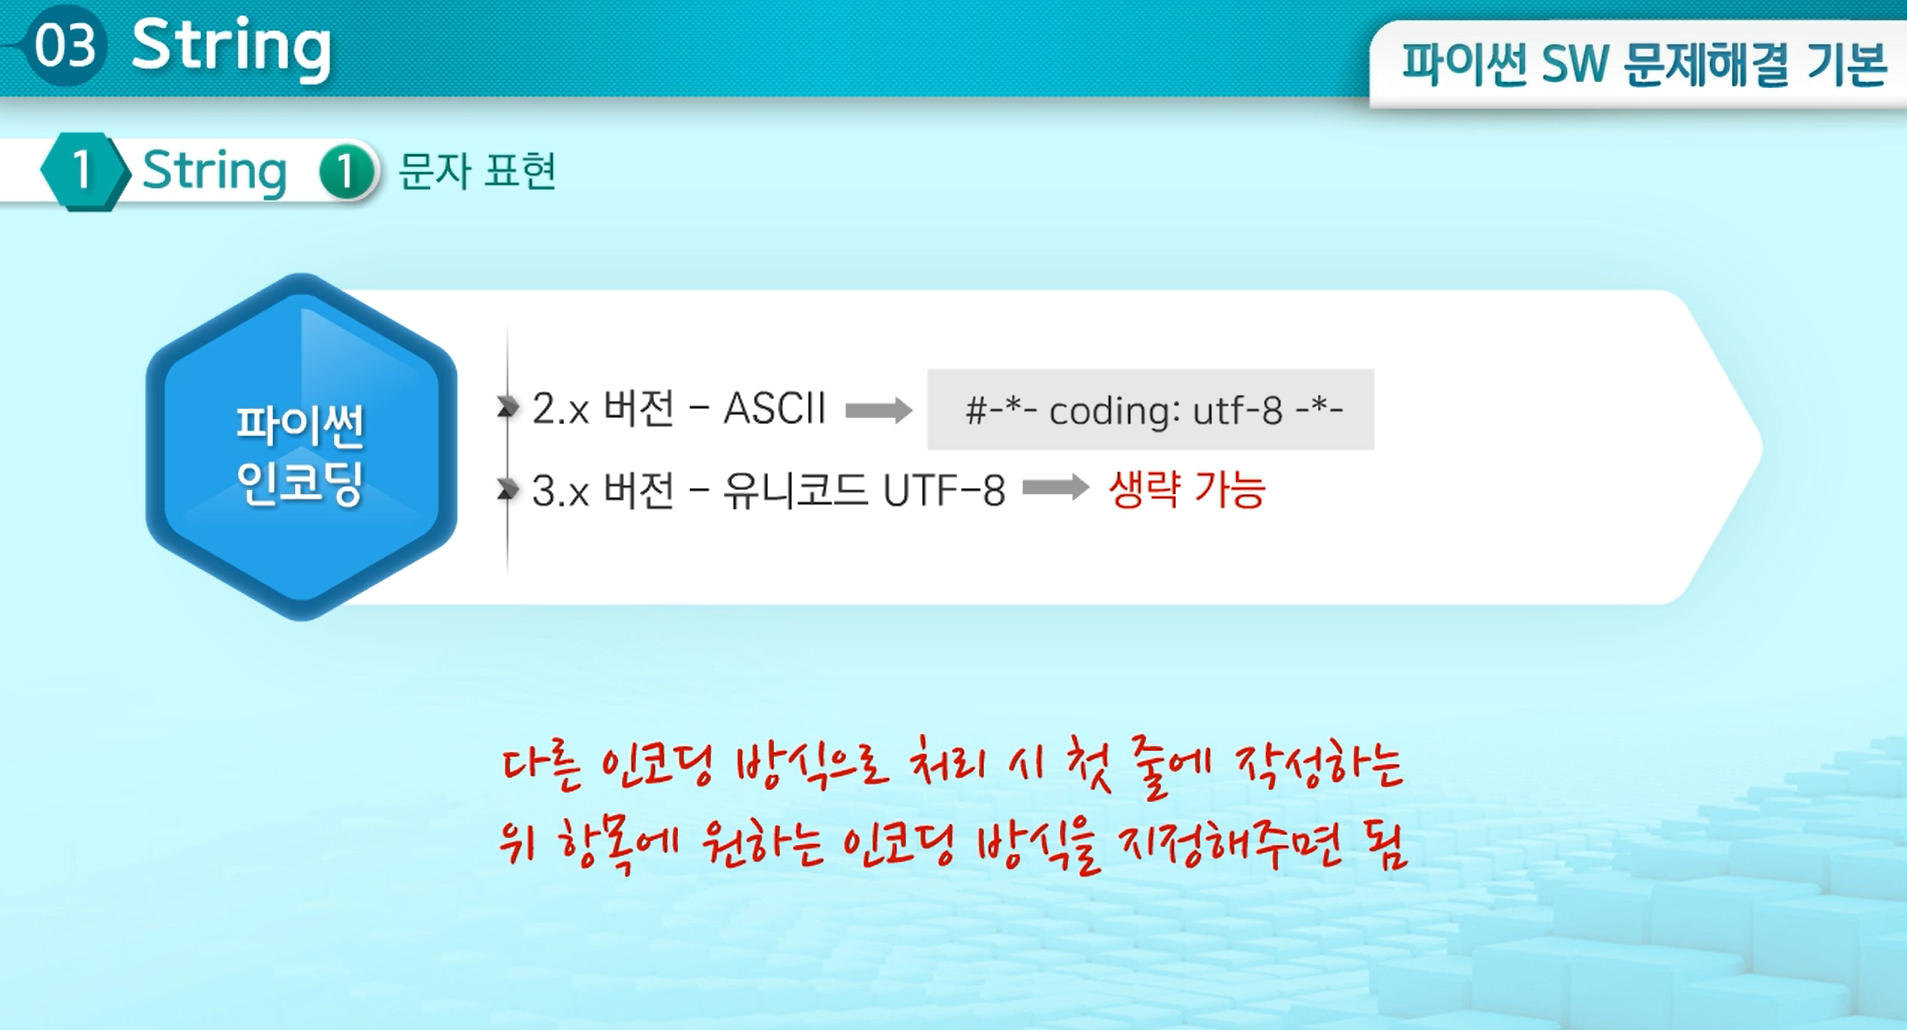 03 String
파이썬 SW 문제해결 기본
1 String 1 문자 표현
파이썬
인코딩
2.x 버전 – ASCII
#-*- coding: utf-8 -*-
3.x 버전 – 유니코드 UTF-8
생략 가능
다른 인코딩 방식으로 처리 시 첫 줄에 작성하는
위 항목에 원하는 인코딩 방식을 지정해주면 됨